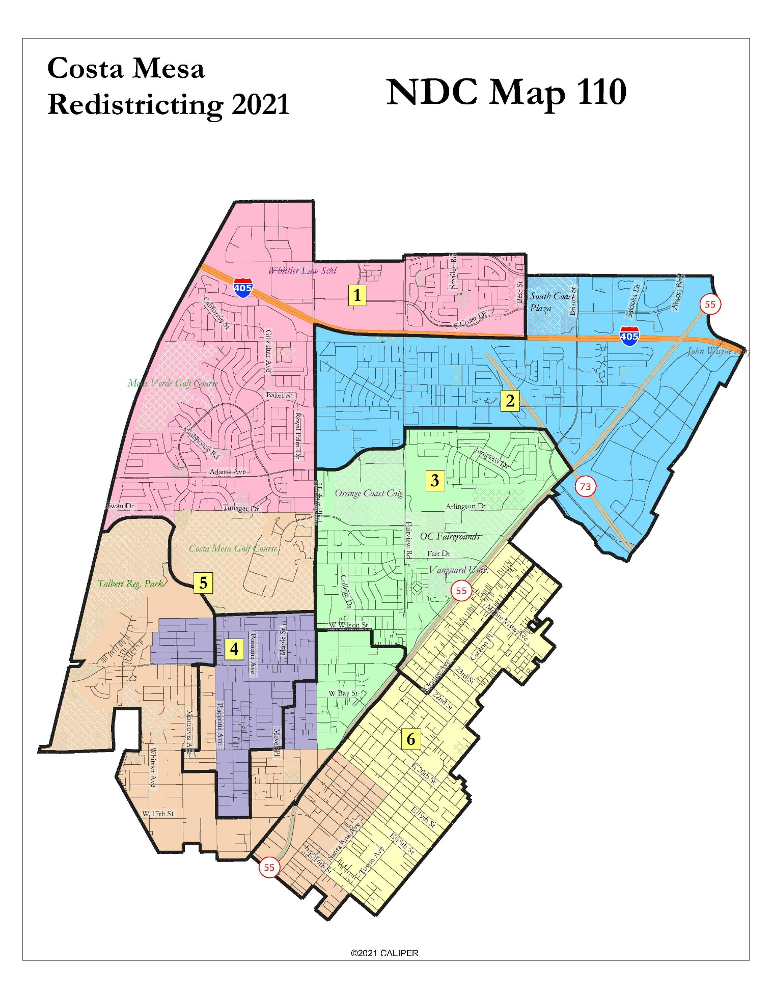 Costa Mesa
Redistricting 2021
NDC Map 110
Whittier Law Schl
405
1
Smalley Rd
Bear St
South Coast
Plaza
Bristol St
Sakioka Dr
Anton Blvd
55
California St
S Coast Dr
405
Gibraltar Ave
John Wayne
Mesa Verde Golf Course
Baker St
2
Royal Palm Dr
Clubhouse Rd
Junipero Dr
Adams Ave
3
73
Harbor Blvd
Orange Coast Colg
Swan Dr
Tanager Dr
Arlington Dr
Fairview Rd
OC Fairgrounds
Costa Mesa Golf Course
Fair Dr
Vanguard Univ.
Talbert Reg. Park
5
College Dr
55
Monte Vista Ave
W Wilson St
4
Pomona Ave
Maple St
Carlton Pl
Orange Ave
23rd St
W Bay St
22nd St
Placentia Ave
Monrovia Ave
Meyer Pl
6
Whittier Ave
E 20th St
W 17th St
E 19th St
Santa Ana Ave
E 18th St
E 16th St
Tustin Ave
55
©2021 CALIPER